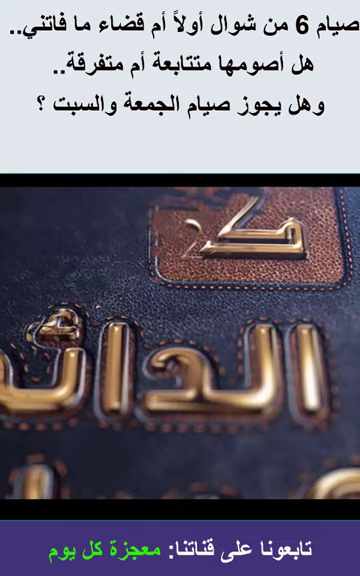 صيام 6 من شوال أولاً أم قضاء ما فاتني..
هل أصومها متتابعة أم متفرقة..
وهل يجوز صيام الجمعة والسبت ؟
تابعونا على قناتنا: معجزة كل يوم